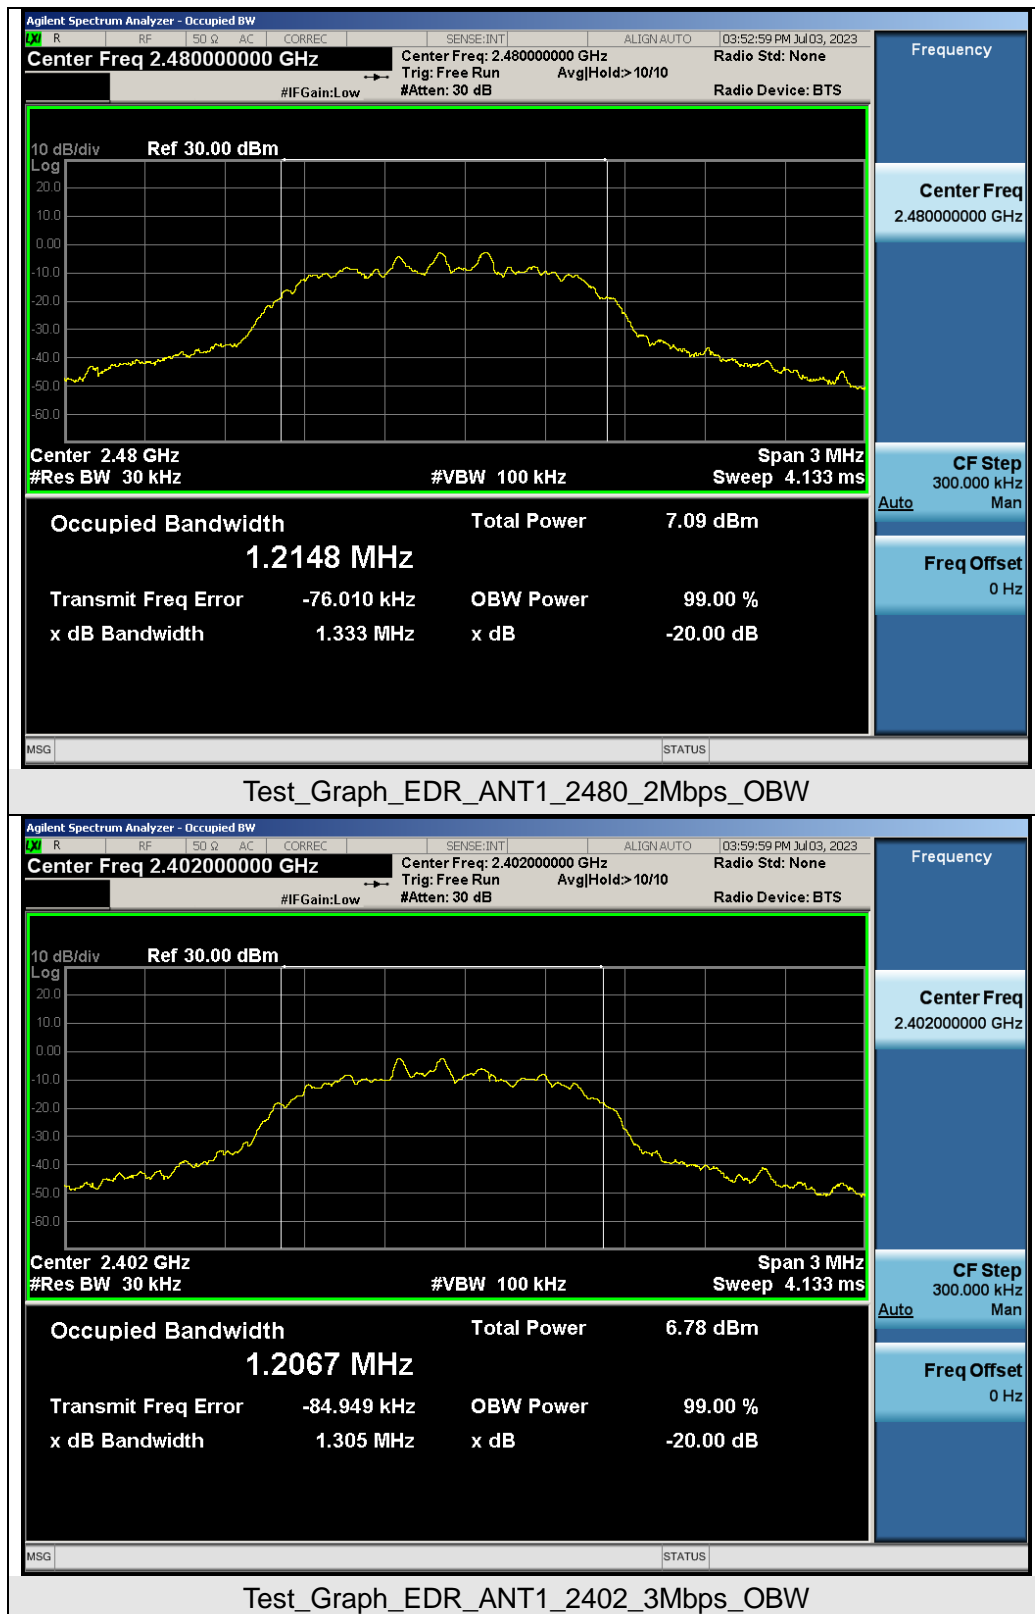 Agilent Spectrum Analyzer - Occupied BW
LXI R RF 50 Ω AC CORREC SENSE:INT ALIGN AUTO 03:52:59 PM Jul 03, 2023
Center Freq 2.480000000 GHz
Center Freq: 2.480000000 GHz Radio Std: None
Trig: Free Run Avg|Hold:> 10/10
#IFGain:Low #Atten: 30 dB Radio Device: BTS
Frequency
10 dB/div Ref 30.00 dBm
Log
20.0
10.0
0.00
-10.0
-20.0
-30.0
-40.0
-50.0
-60.0
Center Freq
2.480000000 GHz
Center 2.48 GHz Span 3 MHz
#Res BW 30 kHz #VBW 100 kHz Sweep 4.133 ms
CF Step
300.000 kHz
Auto Man
Occupied Bandwidth Total Power 7.09 dBm
1.2148 MHz
Transmit Freq Error -76.010 kHz OBW Power 99.00 %
x dB Bandwidth 1.333 MHz x dB -20.00 dB
Freq Offset
0 Hz
MSG STATUS
Test_Graph_EDR_ANT1_2480_2Mbps_OBW
Agilent Spectrum Analyzer - Occupied BW
LXI R RF 50 Ω AC CORREC SENSE:INT ALIGN AUTO 03:59:59 PM Jul 03, 2023
Center Freq 2.402000000 GHz
Center Freq: 2.402000000 GHz Radio Std: None
Trig: Free Run Avg|Hold:> 10/10
#IFGain:Low #Atten: 30 dB Radio Device: BTS
Frequency
10 dB/div Ref 30.00 dBm
Log
20.0
10.0
0.00
-10.0
-20.0
-30.0
-40.0
-50.0
-60.0
Center Freq
2.402000000 GHz
Center 2.402 GHz Span 3 MHz
#Res BW 30 kHz #VBW 100 kHz Sweep 4.133 ms
CF Step
300.000 kHz
Auto Man
Occupied Bandwidth Total Power 6.78 dBm
1.2067 MHz
Transmit Freq Error -84.949 kHz OBW Power 99.00 %
x dB Bandwidth 1.305 MHz x dB -20.00 dB
Freq Offset
0 Hz
MSG STATUS
Test_Graph_EDR_ANT1_2402_3Mbps_OBW